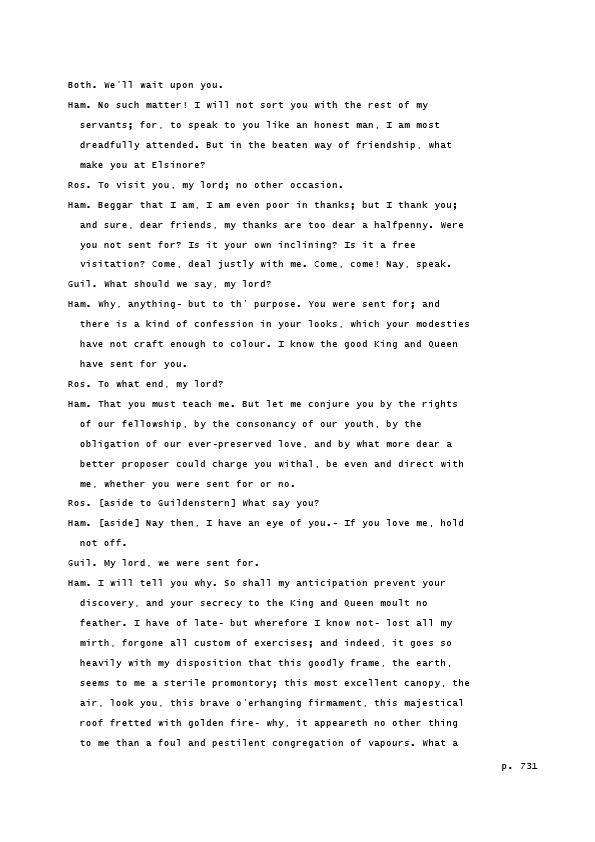 Both. We'll wait upon you.
Ham. No such matter! I will not sort you with the rest of my
servants; for, to speak to you like an honest man, I am most
dreadfully attended. But in the beaten way of friendship, what
make you at Elsinore?
Ros. To visit you, my lord; no other occasion.
Ham. Beggar that I am, I am even poor in thanks; but I thank you;
and sure, dear friends, my thanks are too dear a halfpenny. Were
you not sent for? Is it your own inclining? Is it a free
visitation? Come, deal justly with me. Come, come! Nay, speak.
Guil. What should we say, my lord?
Ham. Why, anything- but to th' purpose. You were sent for; and
there is a kind of confession in your looks, which your modesties
have not craft enough to colour. I know the good King and Queen
have sent for you.
Ros. To what end, my lord?
Ham. That you must teach me. But let me conjure you by the rights
of our fellowship, by the consonancy of our youth, by the
obligation of our ever-preserved love, and by what more dear a
better proposer could charge you withal, be even and direct with
me, whether you were sent for or no.
Ros. [aside to Guildenstern] What say you?
Ham. [aside] Nay then, I have an eye of you.- If you love me, hold
not off.
Guil. My lord, we were sent for.
Ham. I will tell you why. So shall my anticipation prevent your
discovery, and your secrecy to the King and Queen moult no
feather. I have of late- but wherefore I know not- lost all my
mirth, forgone all custom of exercises; and indeed, it goes so
heavily with my disposition that this goodly frame, the earth,
seems to me a sterile promontory; this most excellent canopy, the
air, look you, this brave o'erhanging firmament, this majestical
roof fretted with golden fire- why, it appeareth no other thing
to me than a foul and pestilent congregation of vapours. What a
p. 731